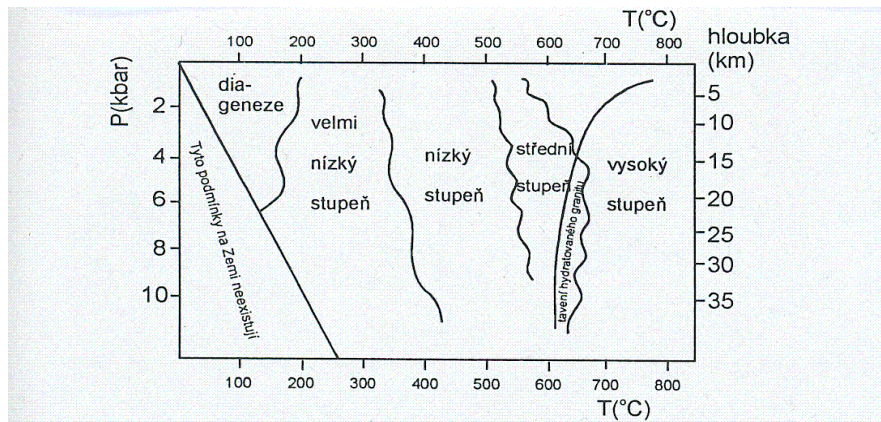 T(°C)
100 200 300 400 500 600 700 800
hloubka
(km)
P(kbar)
2
4
6
8
10
5
10
15
20
25
30
35
dia-
geneze
velmi
nízký
stupeň
nízký
stupeň
střední
stupeň
vysoký
stupeň
tavení hydratovaného granitu
Tyto podmínky na Zemi neexistují
100 200 300 400 500 600 700 800
T(°C)